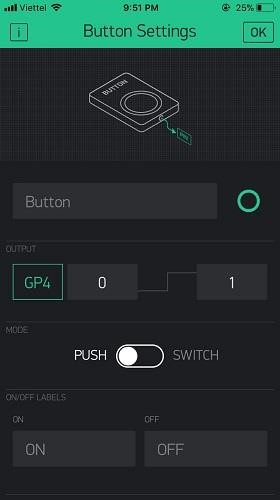 Viettel 9:51 PM 25%
i Button Settings OK
BUTTON
PIN
Button
OUTPUT
GP4 0 1
MODE
PUSH SWITCH
ON/OFF LABELS
ON OFF
ON OFF